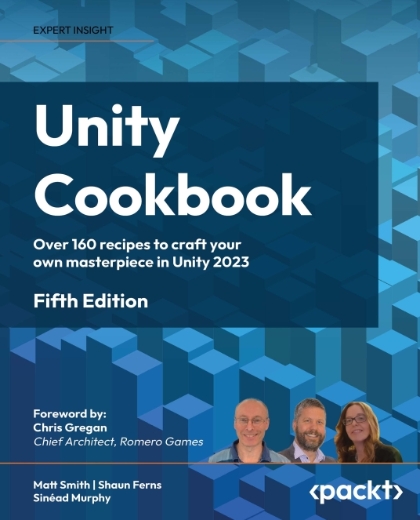 EXPERT INSIGHT
Unity
Cookbook
Over 160 recipes to craft your
own masterpiece in Unity 2023
Fifth Edition
Foreword by:
Chris Gregan
Chief Architect, Romero Games
Matt Smith | Shaun Ferns
Sinéad Murphy
<packt>